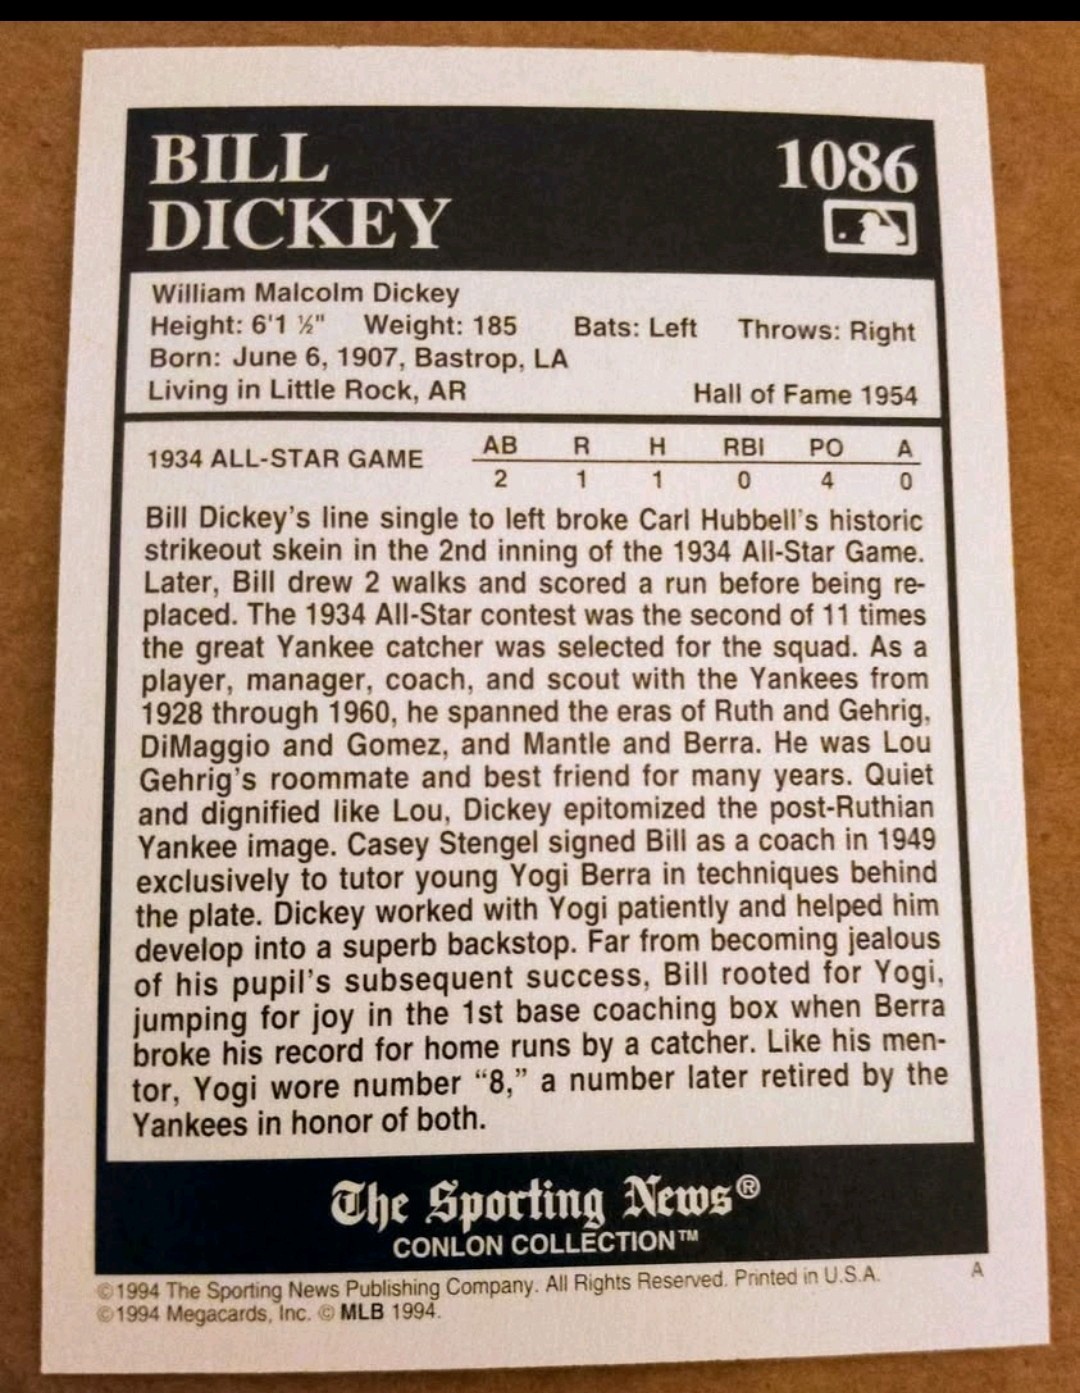 BILL
DICKEY
1086
William Malcolm Dickey
Height: 6'1 ½" Weight: 185 Bats: Left Throws: Right
Born: June 6, 1907, Bastrop, LA
Living in Little Rock, AR Hall of Fame 1954
1934 ALL-STAR GAME
AB R H RBI PO A
2 1 1 0 4 0
Bill Dickey's line single to left broke Carl Hubbell's historic
strikeout skein in the 2nd inning of the 1934 All-Star Game.
Later, Bill drew 2 walks and scored a run before being re-
placed. The 1934 All-Star contest was the second of 11 times
the great Yankee catcher was selected for the squad. As a
player, manager, coach, and scout with the Yankees from
1928 through 1960, he spanned the eras of Ruth and Gehrig,
DiMaggio and Gomez, and Mantle and Berra. He was Lou
Gehrig's roommate and best friend for many years. Quiet
and dignified like Lou, Dickey epitomized the post-Ruthian
Yankee image. Casey Stengel signed Bill as a coach in 1949
exclusively to tutor young Yogi Berra in techniques behind
the plate. Dickey worked with Yogi patiently and helped him
develop into a superb backstop. Far from becoming jealous
of his pupil's subsequent success, Bill rooted for Yogi,
jumping for joy in the 1st base coaching box when Berra
broke his record for home runs by a catcher. Like his men-
tor, Yogi wore number “8,” a number later retired by the
Yankees in honor of both.
The Sporting News®
CONLON COLLECTION™
©1994 The Sporting News Publishing Company. All Rights Reserved. Printed in U.S.A. A
©1994 Megacards, Inc. © MLB 1994.